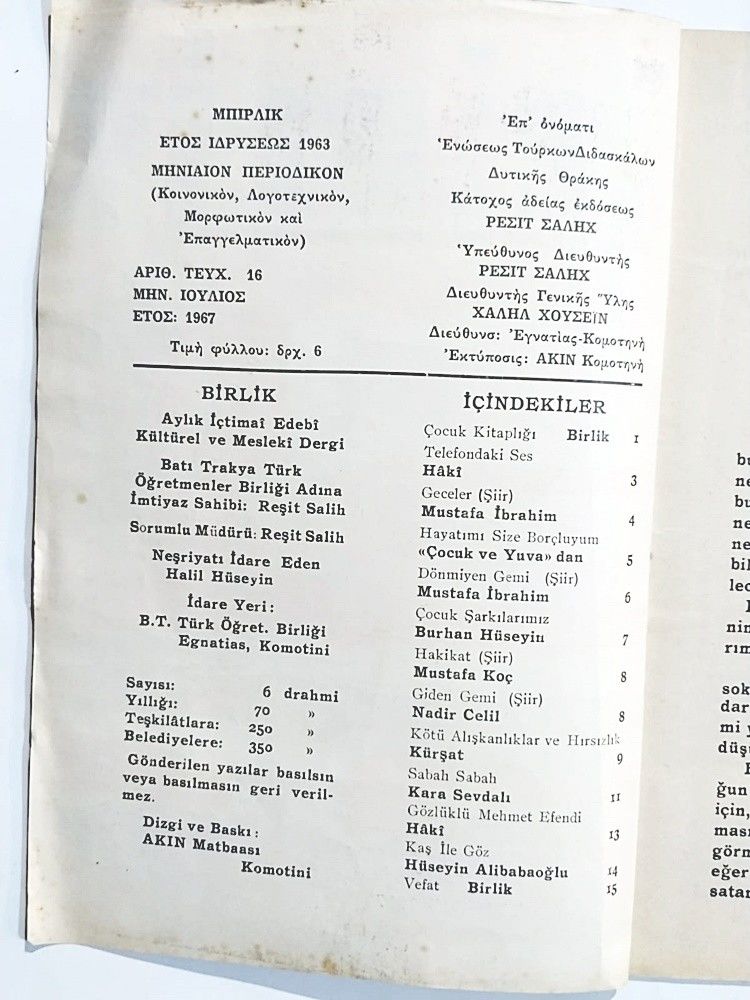 ΜΠΙΡΛΙΚ
ΕΤΟΣ ΙΔΡΥΣΕΩΣ 1963
ΜΗΝΙΑΙΟΝ ΠΕΡΙΟΔΙΚΟΝ
(Κοινονικὸν, Λογοτεχνικὸν,
Μορφωτικὸν καὶ
Ἐπαγγελματικὸν)
ΑΡΙΘ. ΤΕΥΧ. 16
ΜΗΝ. ΙΟΥΛΙΟΣ
ΕΤΟΣ: 1967
Τιμὴ φύλλου: δρχ. 6
Ἐπ' ὀνόματι
Ἑνώσεως ΤούρκωνΔιδασκάλων
Δυτικῆς Θράκης
Κάτοχος ἀδείας ἐκδόσεως
ΡΕΣΙΤ ΣΑΛΗΧ
Ὑπεύθυνος Διευθυντὴς
ΡΕΣΙΤ ΣΑΛΗΧ
Διευθυντὴς Γενικῆς Ὕλης
ΧΑΛΗΛ ΧΟΥΣΕΪΝ
Διεύθυνσ: Ἐγνατίας-Κομοτηνὴ
Ἐκτύποσις: AKIN Κομοτηνὴ
BİRLİK
Aylık İçtimaî Edebî
Kültürel ve Meslekî Dergi
Batı Trakya Türk
Öğretmenler Birliği Adına
İmtiyaz Sahibi: Reşit Salih
Sorumlu Müdürü: Reşit Salih
Neşriyatı İdare Eden
Halil Hüseyin
İdare Yeri:
B.T. Türk Öğret. Birliği
Egnatias, Komotini
Sayısı: 6 drahmi
Yıllığı: 70 »
Teşkilâtlara: 250 »
Belediyelere: 350 »
Gönderilen yazılar basılsın
veya basılmasın geri veril-
mez.
Dizgi ve Baskı:
AKIN Matbaası
Komotini
İÇİNDEKİLER
Çocuk Kitaplığı Birlik 1
Telefondaki Ses
Hâkî 3
Geceler (Şiir)
Mustafa İbrahim 4
Hayatımı Size Borçluyum
«Çocuk ve Yuva» dan 5
Dönmiyen Gemi (Şiir)
Mustafa İbrahim 6
Çocuk Şarkılarımız
Burhan Hüseyin 7
Hakikat (Şiir)
Mustafa Koç 8
Giden Gemi (Şiir)
Nadir Celil 8
Kötü Alışkanlıklar ve Hırsızlık
Kürşat 9
Sabah Sabah
Kara Sevdalı 11
Gözlüklü Mehmet Efendi
Hâkî 13
Kaş İle Göz
Hüseyin Alibabaoğlu 14
Vefat Birlik 15